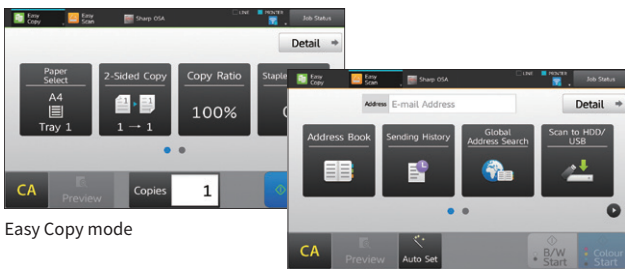 Easy Copy
Easy Scan
Sharp OSA
LINE
PRINTER
Job Status
Detail
Paper Select
A4
Tray 1
2-Sided Copy
1 → 1
Copy Ratio
100%
Staple
CA
Preview
Copies
1
Easy Copy mode
Easy Copy
Easy Scan
Sharp OSA
LINE
PRINTER
Job Status
Address
E-mail Address
Detail
Address Book
Sending History
Global Address Search
Scan to HDD/ USB
CA
Preview
Auto Set
B/W Start
Colour Start